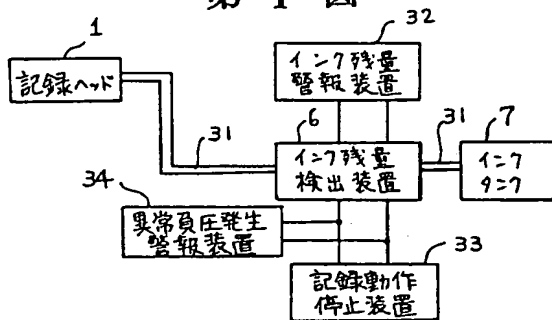 第 1 図
1
記録ヘッド
32
インク残量
警報装置
31
6
インク残量
検出装置
31
7
インク
タンク
34
異常負圧発生
警報装置
33
記録動作
停止装置